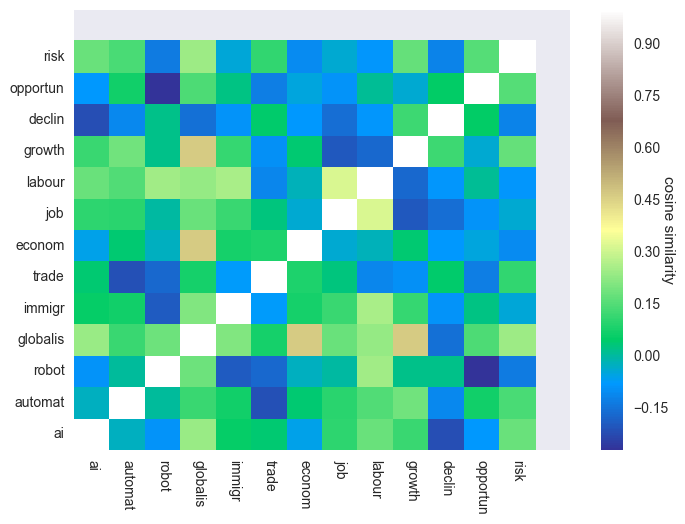 risk
opportun
declin
growth
labour
job
econom
trade
immigr
globalis
robot
automat
ai
ai
automat
robot
globalis
immigr
trade
econom
job
labour
growth
declin
opportun
risk
0.90
0.75
0.60
0.45
0.30
0.15
0.00
−0.15
cosine similarity